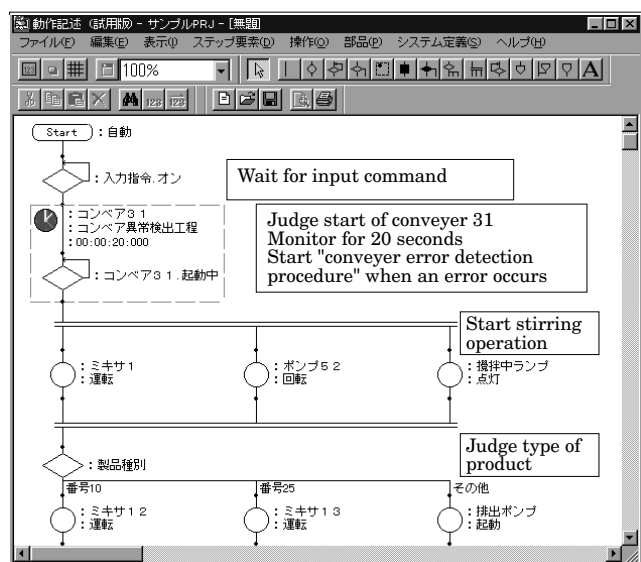 動作記述（試用版）- サンプルPRJ - [無題]
ファイル(F) 編集(E) 表示(I) ステップ要素(D) 操作(O) 部品(P) システム定義(S) ヘルプ(H)
100%
A
123 123
Start ：自動
：入力指令.オン
Wait for input command
：コンベア３１
：コンベア異常検出工程
：00:00:20:000
：コンベア３１.起動中
Judge start of conveyer 31
Monitor for 20 seconds
Start "conveyer error detection
procedure" when an error occurs
Start stirring
operation
：ミキサ１
：運転
：ポンプ５２
：回転
：攪拌中ランプ
：点灯
Judge type of
product
：製品種別
番号10 番号25 その他
：ミキサ１２
：運転
：ミキサ１３
：運転
：排出ポンプ
：起動